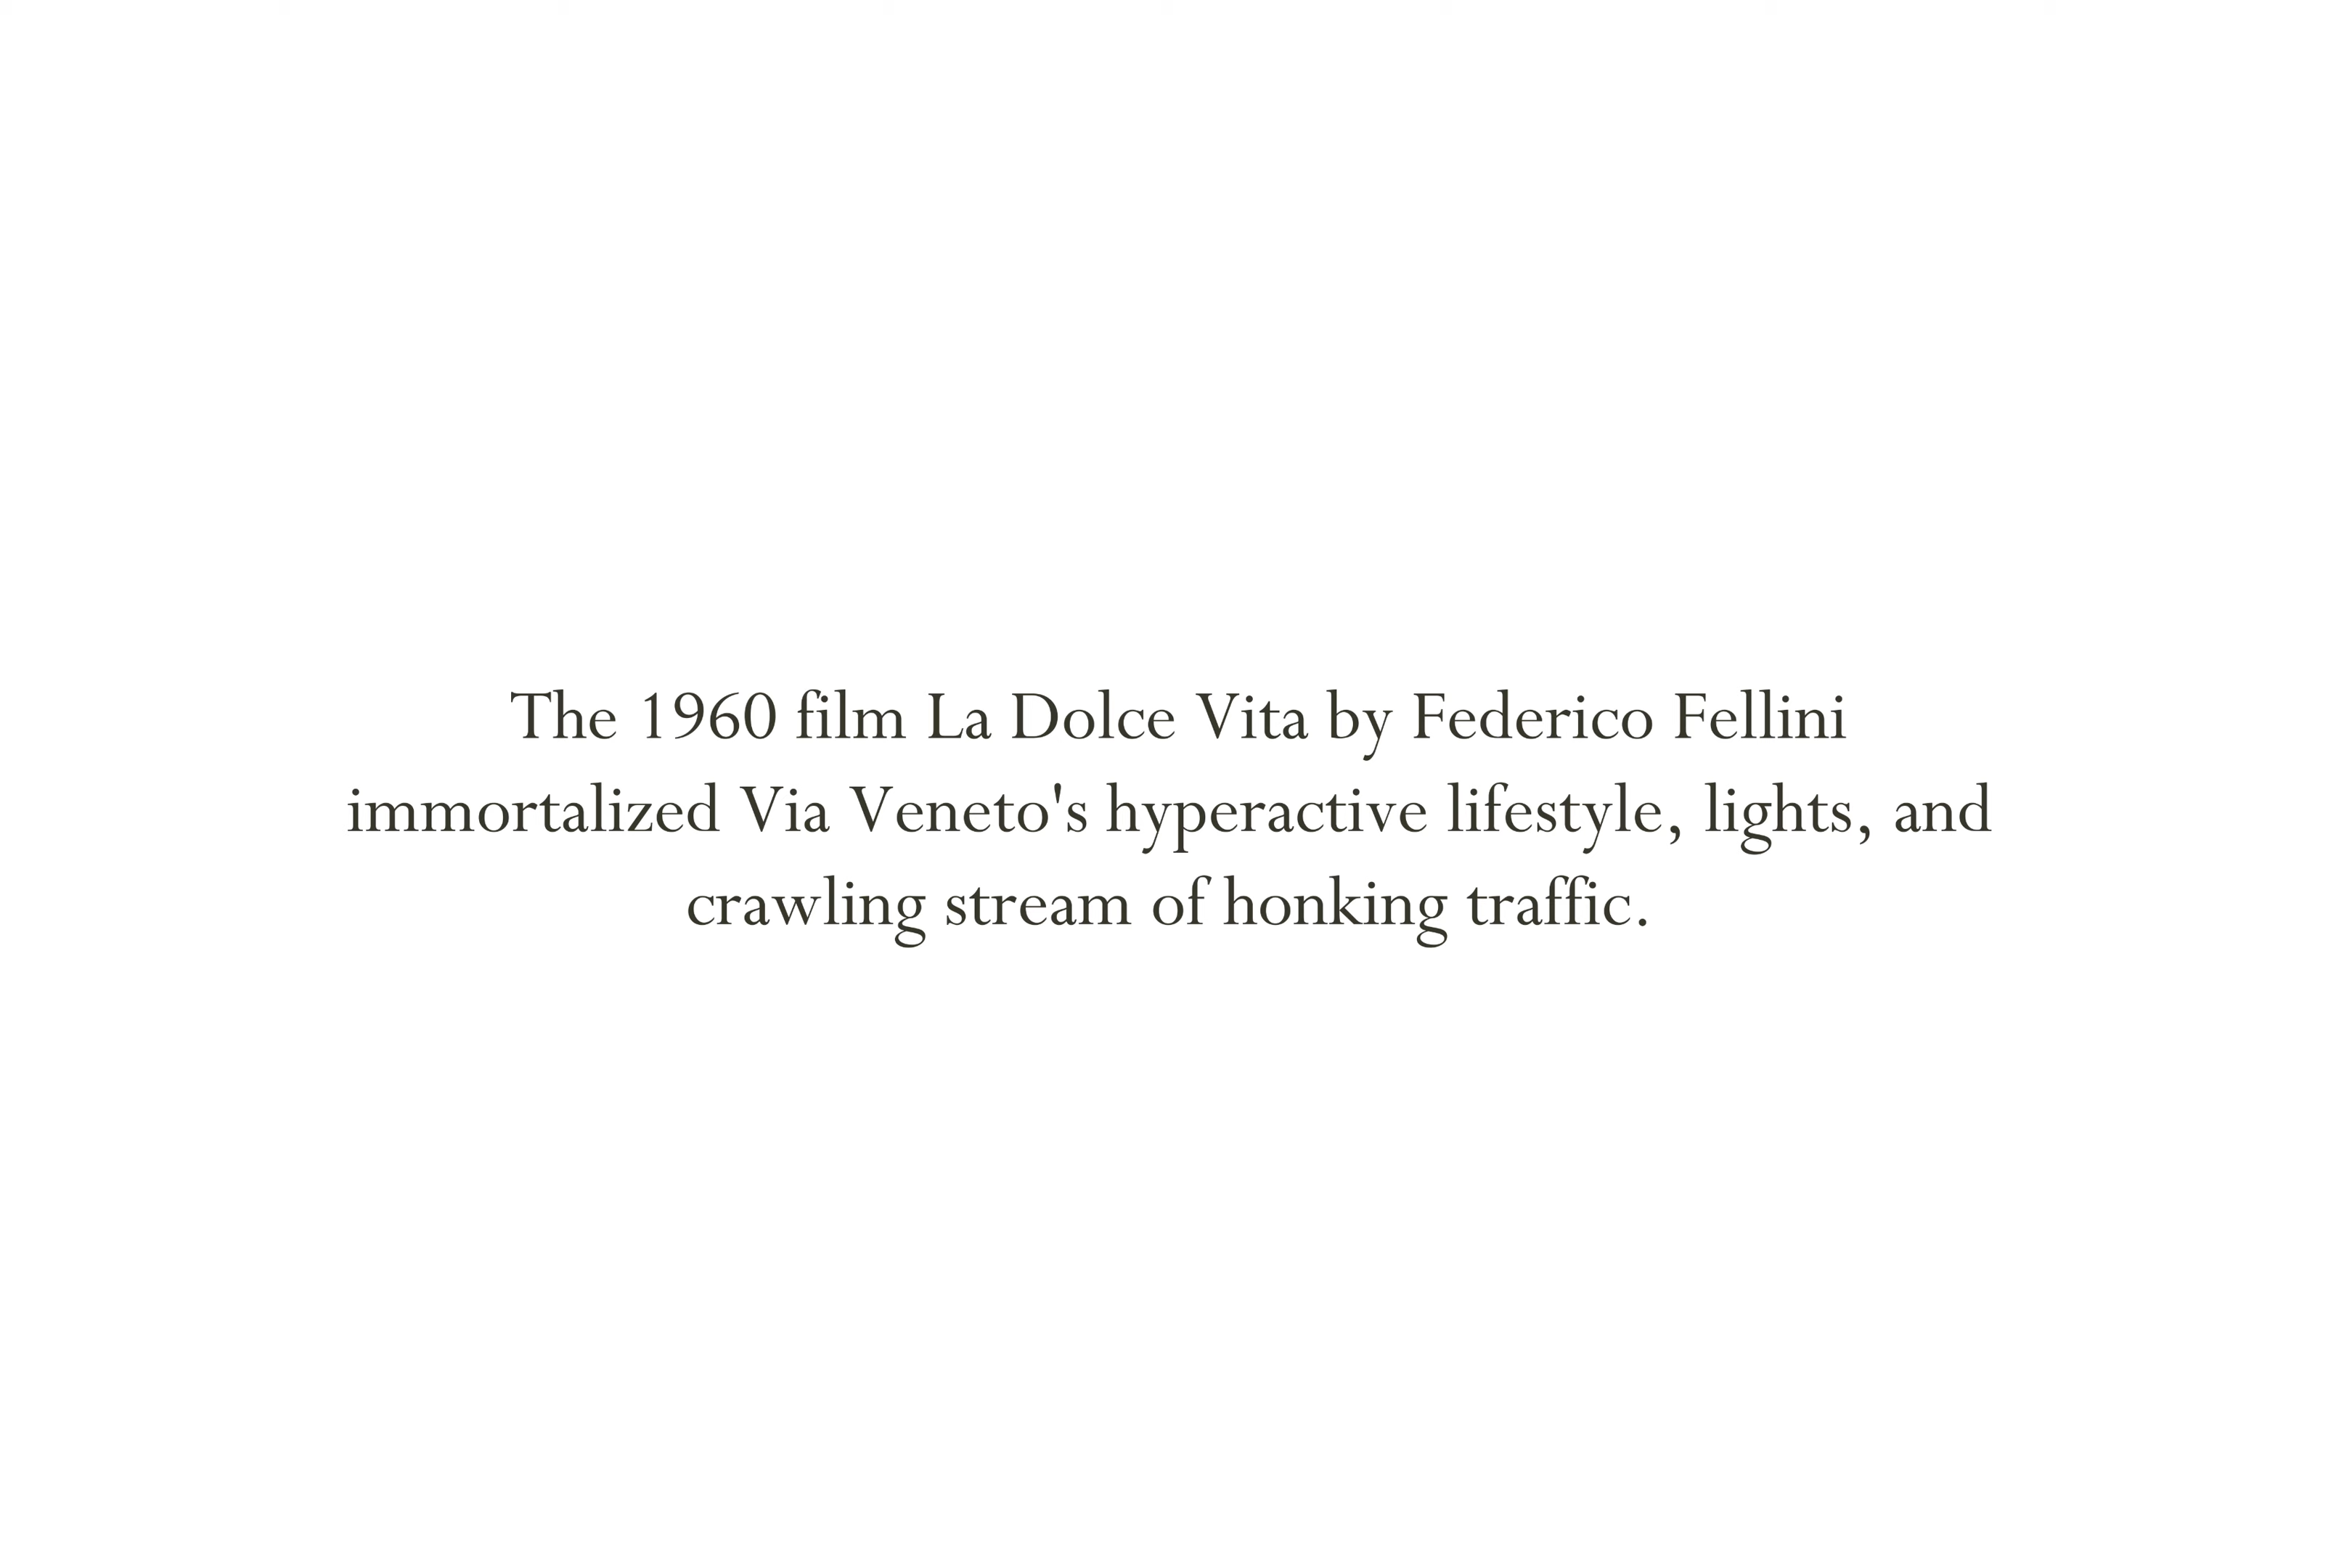 The 1960 film La Dolce Vita by Federico Fellini
immortalized Via Veneto's hyperactive lifestyle, lights, and
crawling stream of honking traffic.